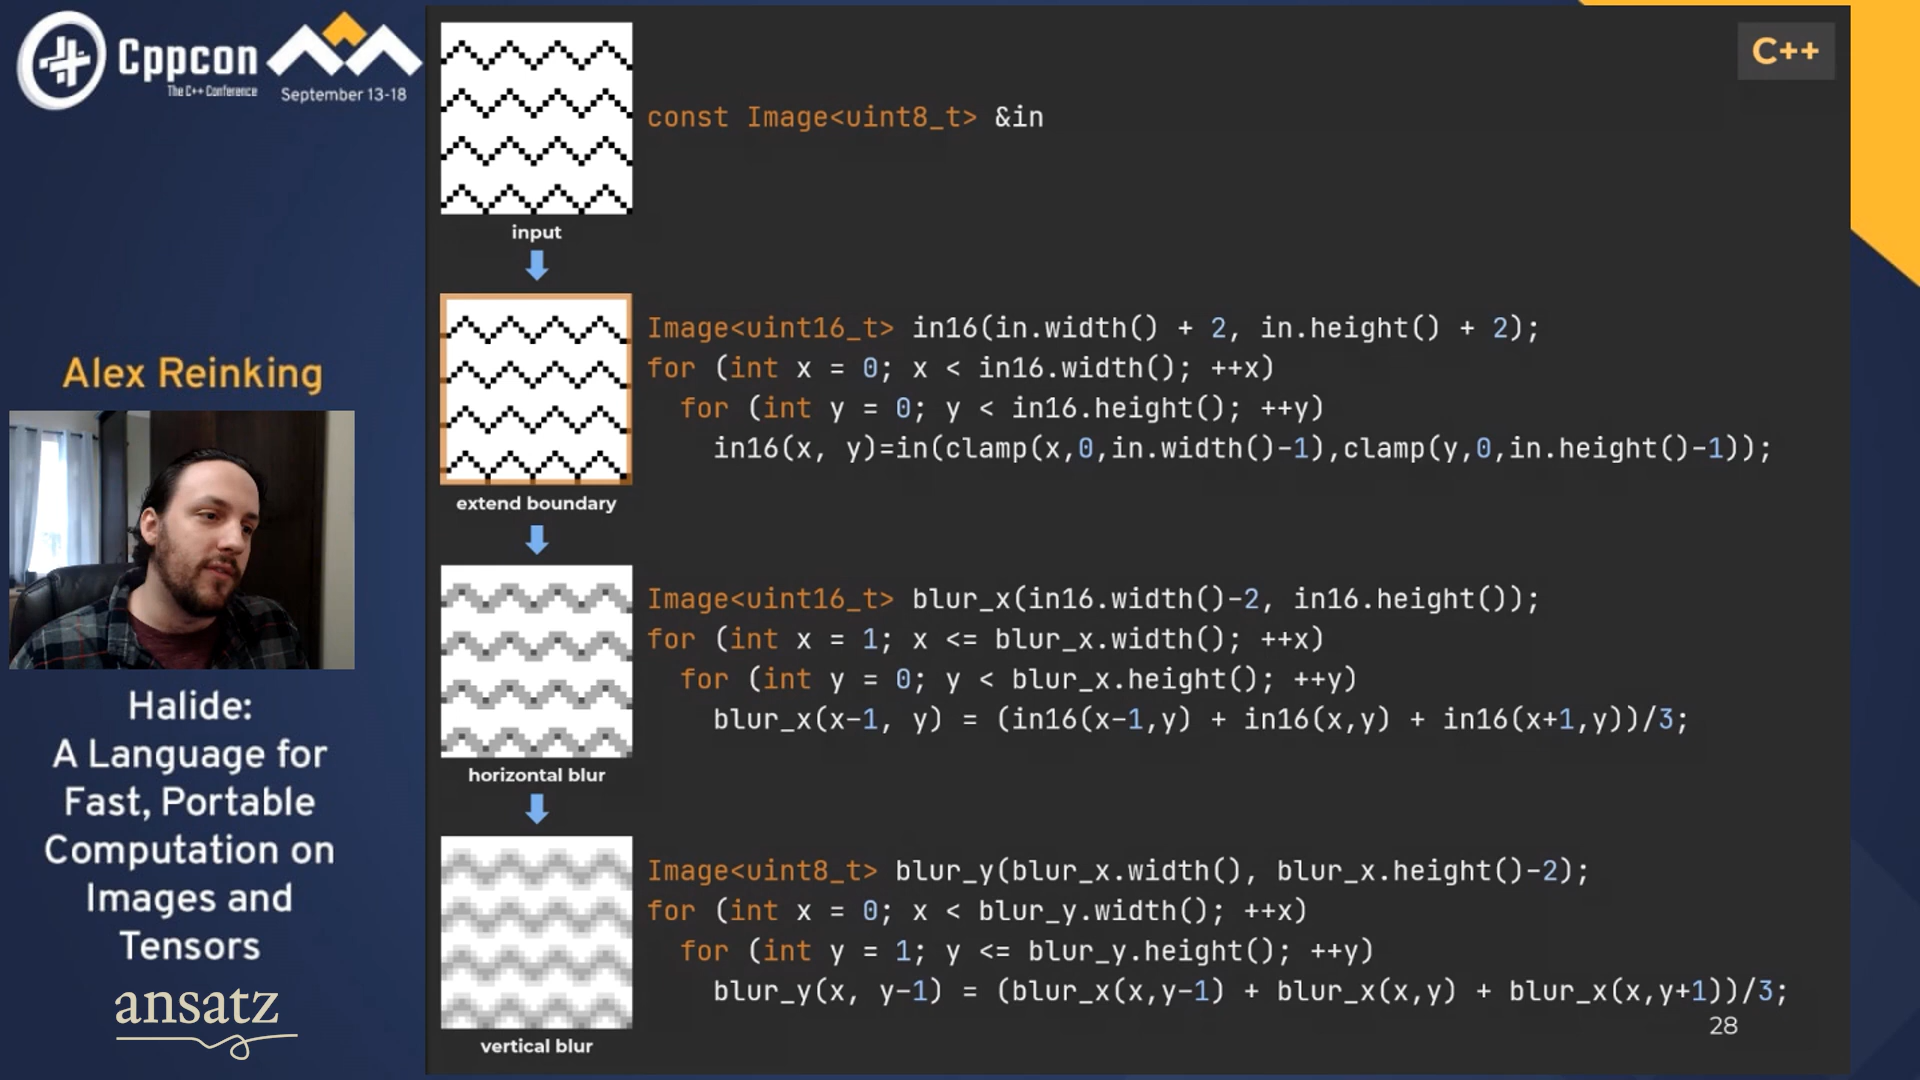 Cppcon
The C++ Conference
September 13-18
Alex Reinking
Halide:
A Language for
Fast, Portable
Computation on
Images and
Tensors
ansatz
C++
const Image<uint8_t> &in
input
Image<uint16_t> in16(in.width() + 2, in.height() + 2);
for (int x = 0; x < in16.width(); ++x)
for (int y = 0; y < in16.height(); ++y)
in16(x, y)=in(clamp(x,0,in.width()-1),clamp(y,0,in.height()-1));
extend boundary
Image<uint16_t> blur_x(in16.width()-2, in16.height());
for (int x = 1; x <= blur_x.width(); ++x)
for (int y = 0; y < blur_x.height(); ++y)
blur_x(x-1, y) = (in16(x-1,y) + in16(x,y) + in16(x+1,y))/3;
horizontal blur
Image<uint8_t> blur_y(blur_x.width(), blur_x.height()-2);
for (int x = 0; x < blur_y.width(); ++x)
for (int y = 1; y <= blur_y.height(); ++y)
blur_y(x, y-1) = (blur_x(x,y-1) + blur_x(x,y) + blur_x(x,y+1))/3;
vertical blur
28